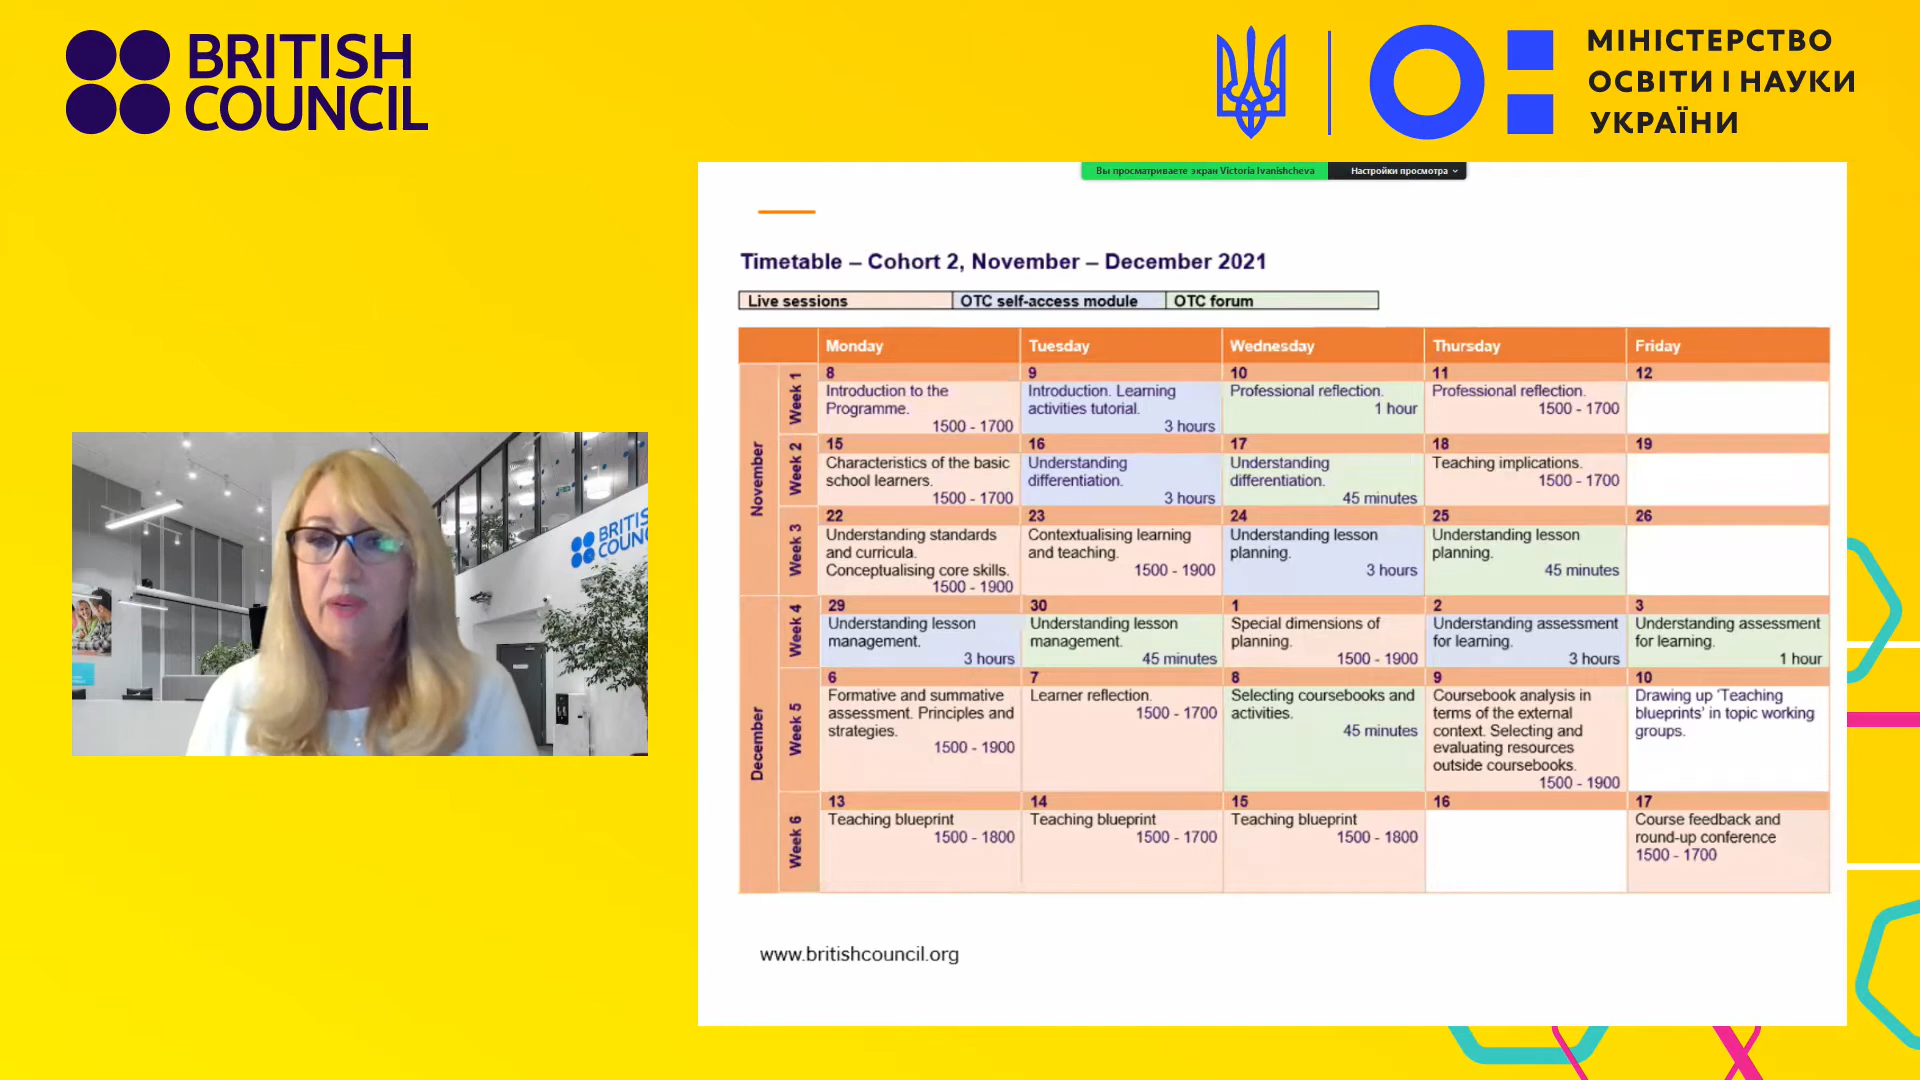 BRITISH
COUNCIL
МІНІСТЕРСТВО
ОСВІТИ І НАУКИ
УКРАЇНИ
Вы просматриваете экран Victoria Ivanishcheva
Настройки просмотра
BRITIS
COUN
Timetable – Cohort 2, November – December 2021
Live sessions OTC self-access module OTC forum
Monday Tuesday Wednesday Thursday Friday
November
Week 1
8
Introduction to the
Programme.
1500 - 1700
9
Introduction. Learning
activities tutorial.
3 hours
10
Professional reflection.
1 hour
11
Professional reflection.
1500 - 1700
12
Week 2
15
Characteristics of the basic
school learners.
1500 - 1700
16
Understanding
differentiation.
3 hours
17
Understanding
differentiation.
45 minutes
18
Teaching implications.
1500 - 1700
19
Week 3
22
Understanding standards
and curricula.
Conceptualising core skills.
1500 - 1900
23
Contextualising learning
and teaching.
1500 - 1900
24
Understanding lesson
planning.
3 hours
25
Understanding lesson
planning.
45 minutes
26
December
Week 4
29
Understanding lesson
management.
3 hours
30
Understanding lesson
management.
45 minutes
1
Special dimensions of
planning.
1500 - 1900
2
Understanding assessment
for learning.
3 hours
3
Understanding assessment
for learning.
1 hour
Week 5
6
Formative and summative
assessment. Principles and
strategies.
1500 - 1900
7
Learner reflection.
1500 - 1700
8
Selecting coursebooks and
activities.
45 minutes
9
Coursebook analysis in
terms of the external
context. Selecting and
evaluating resources
outside coursebooks.
1500 - 1900
10
Drawing up 'Teaching
blueprints' in topic working
groups.
Week 6
13
Teaching blueprint
1500 - 1800
14
Teaching blueprint
1500 - 1700
15
Teaching blueprint
1500 - 1800
16
17
Course feedback and
round-up conference
1500 - 1700
www.britishcouncil.org